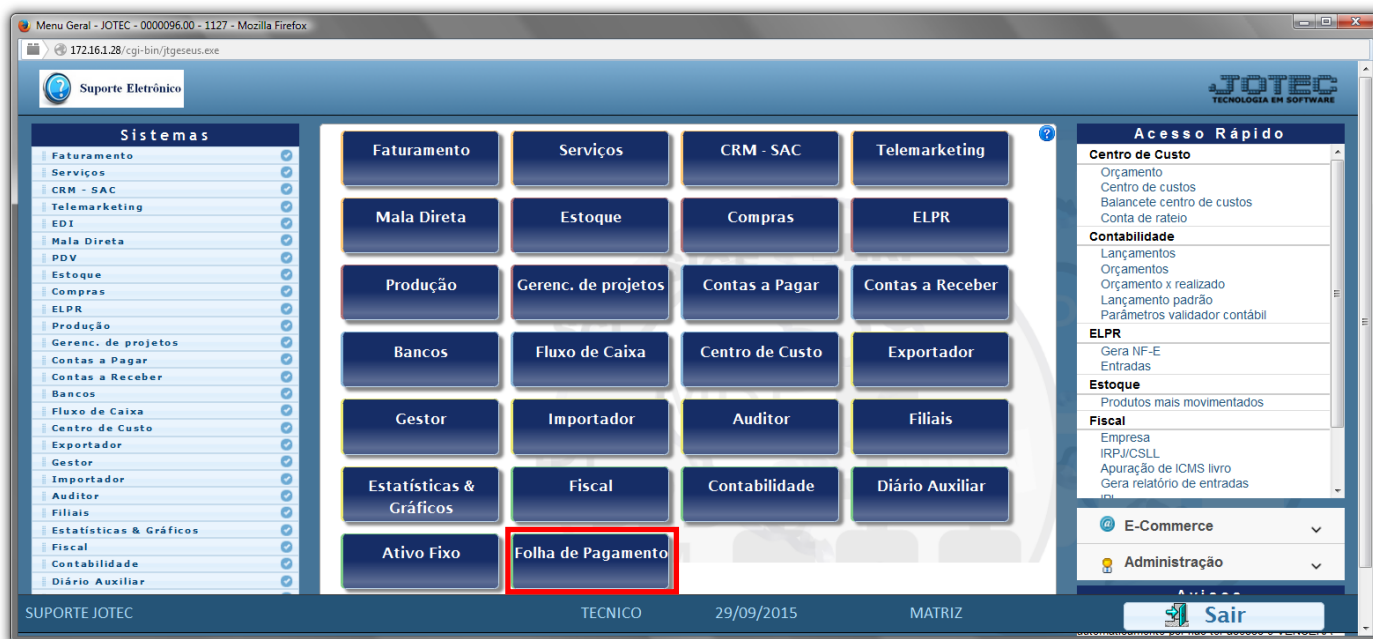 Menu Geral - JOTEC - 0000096.00 - 1127 - Mozilla Firefox
172.16.1.28/cgi-bin/jtgeseus.exe
Suporte Eletrônico
JOTEC
TECNOLOGIA EM SOFTWARE
Sistemas
Faturamento
Serviços
CRM - SAC
Telemarketing
EDI
Mala Direta
PDV
Estoque
Compras
ELPR
Produção
Gerenc. de projetos
Contas a Pagar
Contas a Receber
Bancos
Fluxo de Caixa
Centro de Custo
Exportador
Gestor
Importador
Auditor
Filiais
Estatísticas & Gráficos
Fiscal
Contabilidade
Diário Auxiliar
Faturamento
Serviços
CRM - SAC
Telemarketing
Mala Direta
Estoque
Compras
ELPR
Produção
Gerenc. de projetos
Contas a Pagar
Contas a Receber
Bancos
Fluxo de Caixa
Centro de Custo
Exportador
Gestor
Importador
Auditor
Filiais
Estatísticas &
Gráficos
Fiscal
Contabilidade
Diário Auxiliar
Ativo Fixo
Folha de Pagamento
Acesso Rápido
Centro de Custo
Orçamento
Centro de custos
Balancete centro de custos
Conta de rateio
Contabilidade
Lançamentos
Orçamentos
Orçamento x realizado
Lançamento padrão
Parâmetros validador contábil
ELPR
Gera NF-E
Entradas
Estoque
Produtos mais movimentados
Fiscal
Empresa
IRPJ/CSLL
Apuração de ICMS livro
Gera relatório de entradas
IPI
E-Commerce
Administração
Avisos
SUPORTE JOTEC
TECNICO
29/09/2015
MATRIZ
Sair